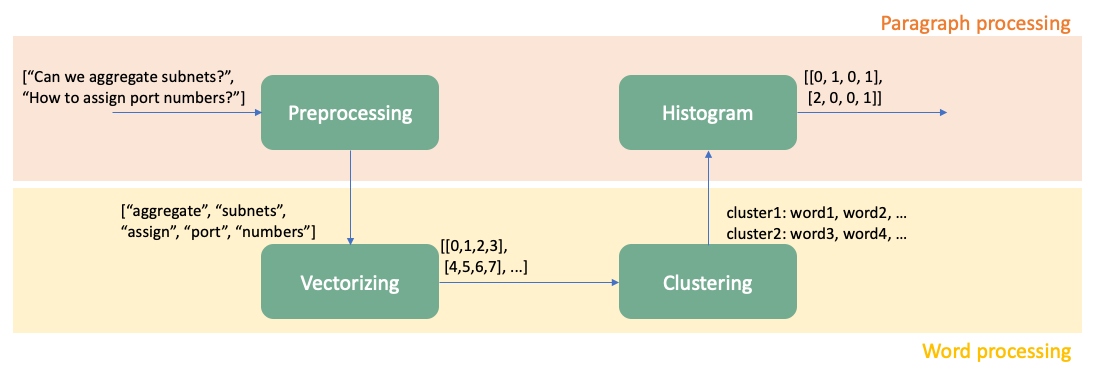 Paragraph processing
[“Can we aggregate subnets?”,
“How to assign port numbers?”]
Preprocessing
Histogram
[[0, 1, 0, 1],
[2, 0, 0, 1]]
[“aggregate”, “subnets”,
“assign”, “port”, “numbers”]
Vectorizing
[[0,1,2,3],
[4,5,6,7], ...]
Clustering
cluster1: word1, word2, ...
cluster2: word3, word4, ...
Word processing